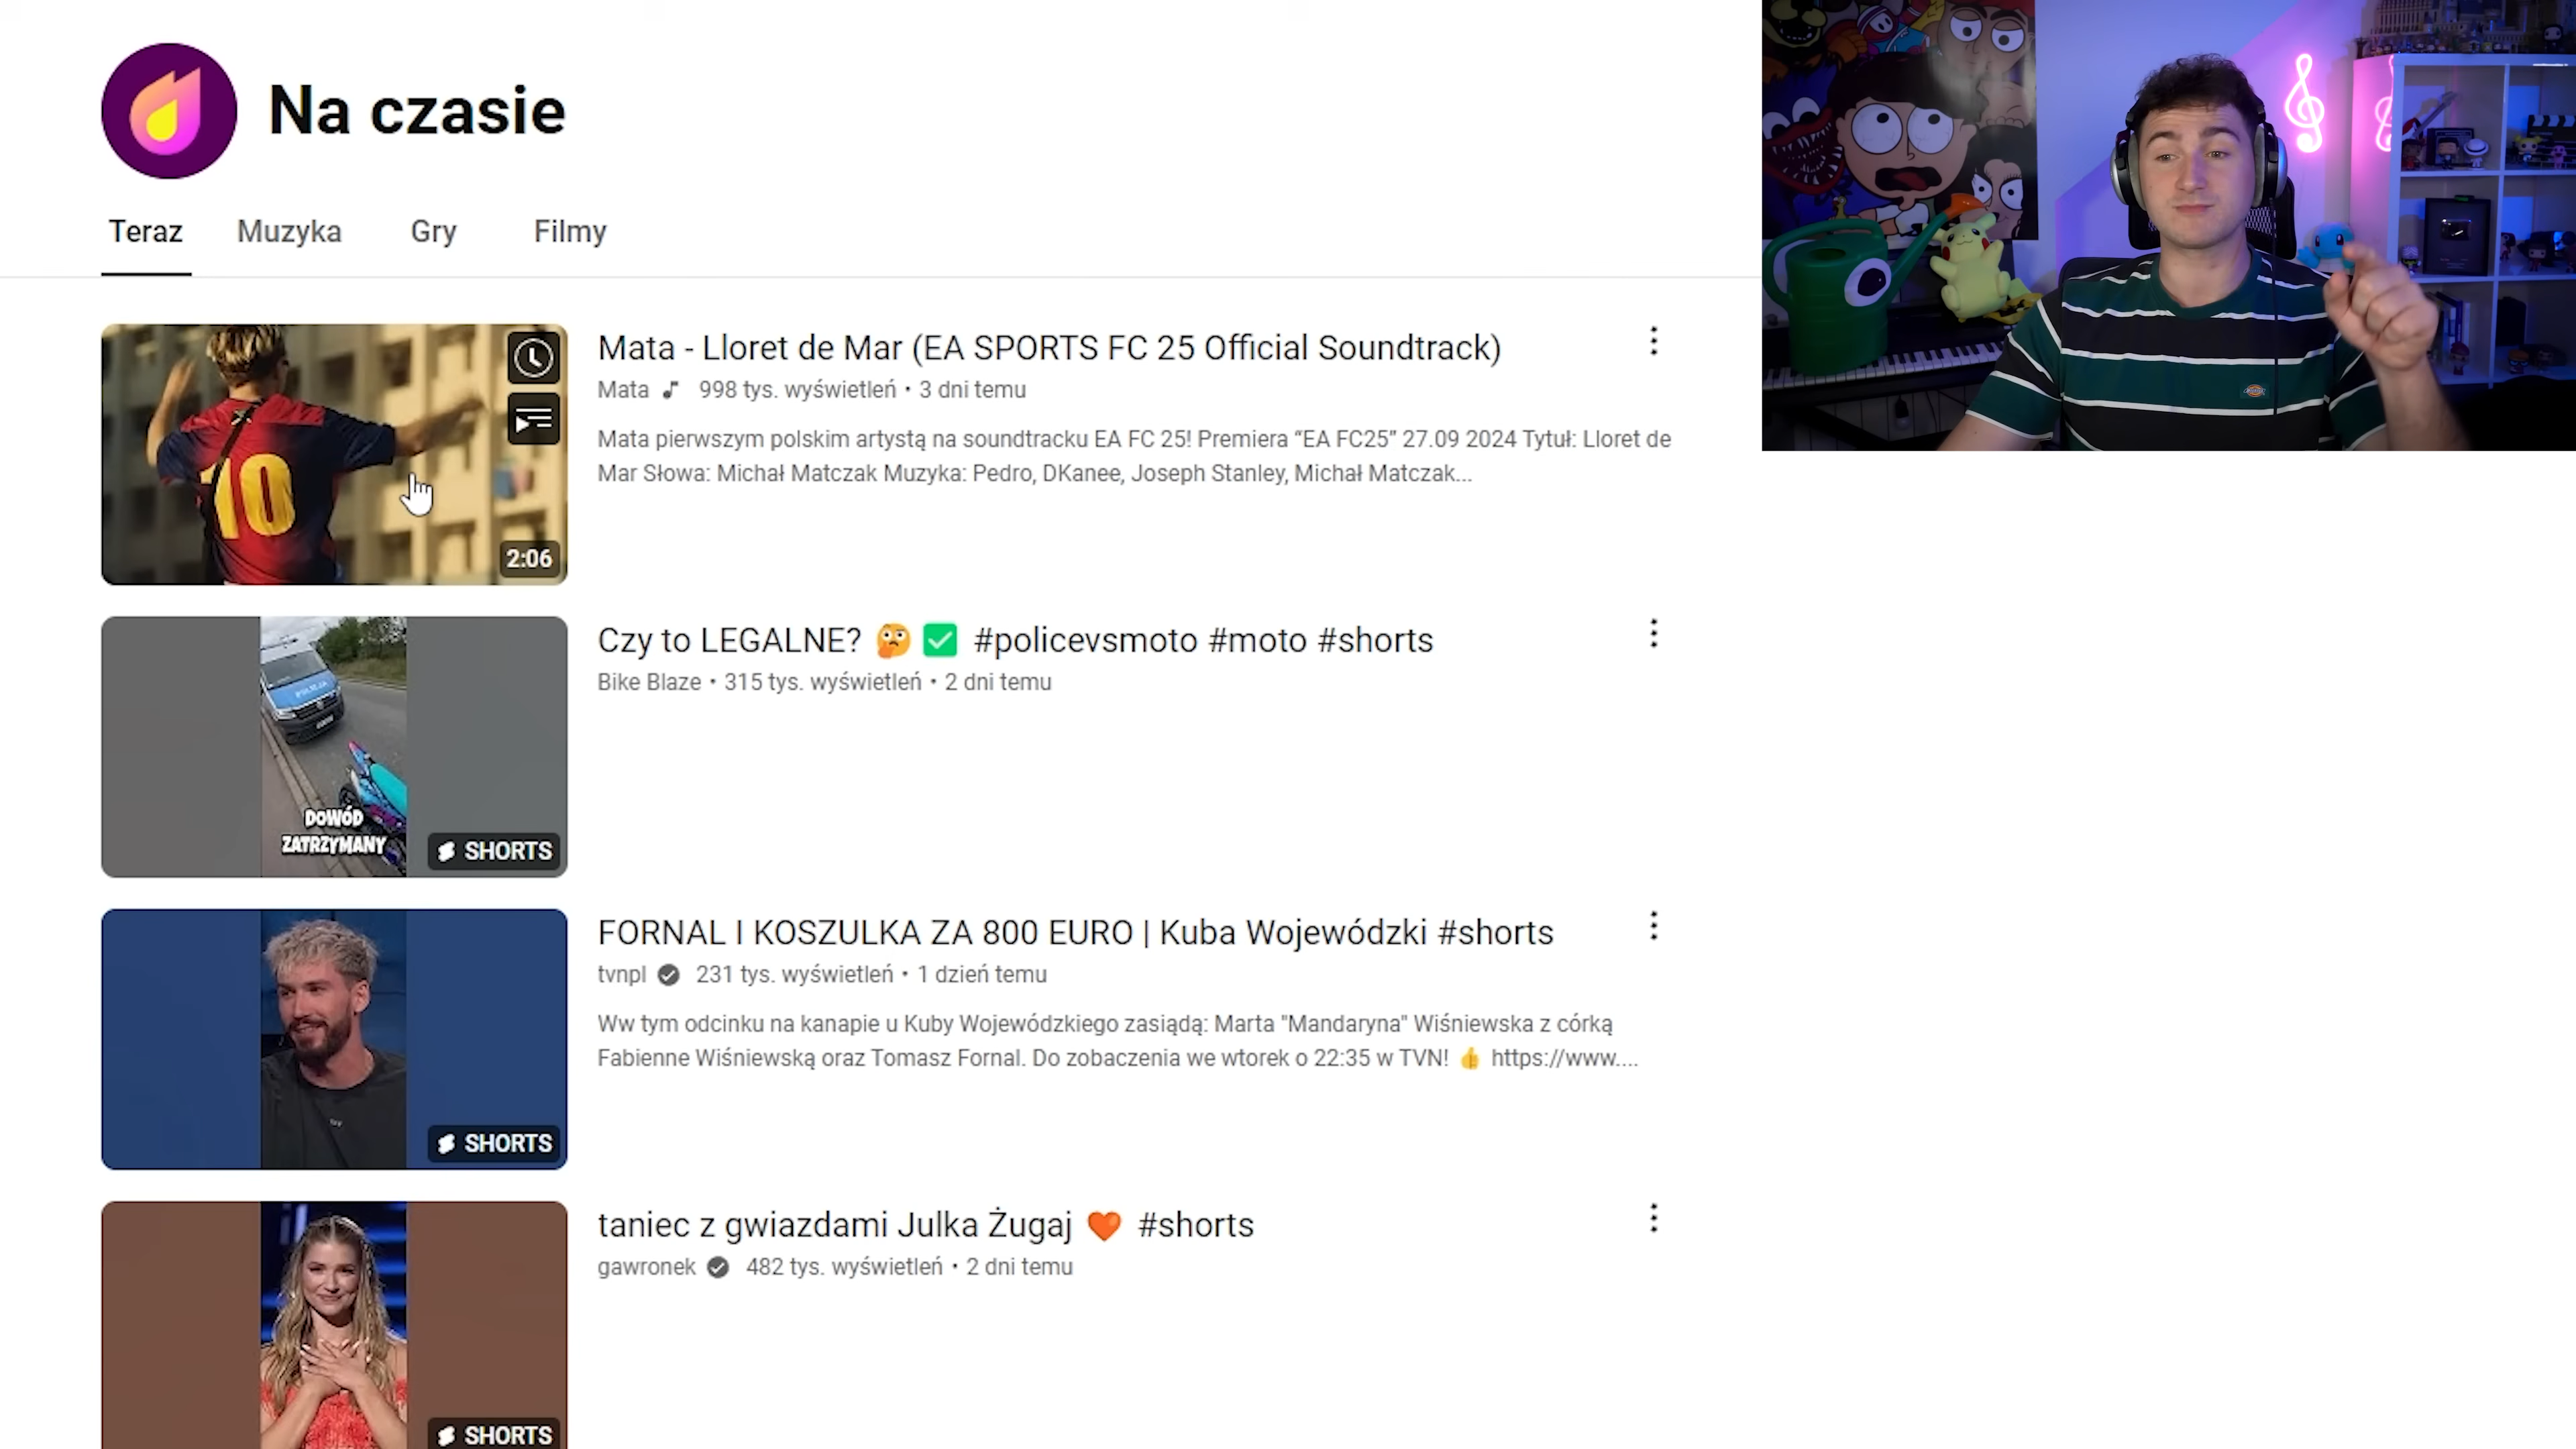 Na czasie
Teraz
Muzyka
Gry
Filmy
10
2:06
Mata - Lloret de Mar (EA SPORTS FC 25 Official Soundtrack)
Mata 998 tys. wyświetleń • 3 dni temu
Mata pierwszym polskim artystą na soundtracku EA FC 25! Premiera “EA FC25” 27.09 2024 Tytuł: Lloret de
Mar Słowa: Michał Matczak Muzyka: Pedro, DKanee, Joseph Stanley, Michał Matczak...
POLICJA
DOWÓD
ZATRZYMANY
SHORTS
Czy to LEGALNE? 🤔 ✅ #policevsmoto #moto #shorts
Bike Blaze • 315 tys. wyświetleń • 2 dni temu
SHORTS
FORNAL I KOSZULKA ZA 800 EURO | Kuba Wojewódzki #shorts
tvnpl 231 tys. wyświetleń • 1 dzień temu
Ww tym odcinku na kanapie u Kuby Wojewódzkiego zasiądą: Marta "Mandaryna" Wiśniewska z córką
Fabienne Wiśniewską oraz Tomasz Fornal. Do zobaczenia we wtorek o 22:35 w TVN! 👍 https://www....
SHORTS
taniec z gwiazdami Julka Żugaj 🧡 #shorts
gawronek 482 tys. wyświetleń • 2 dni temu